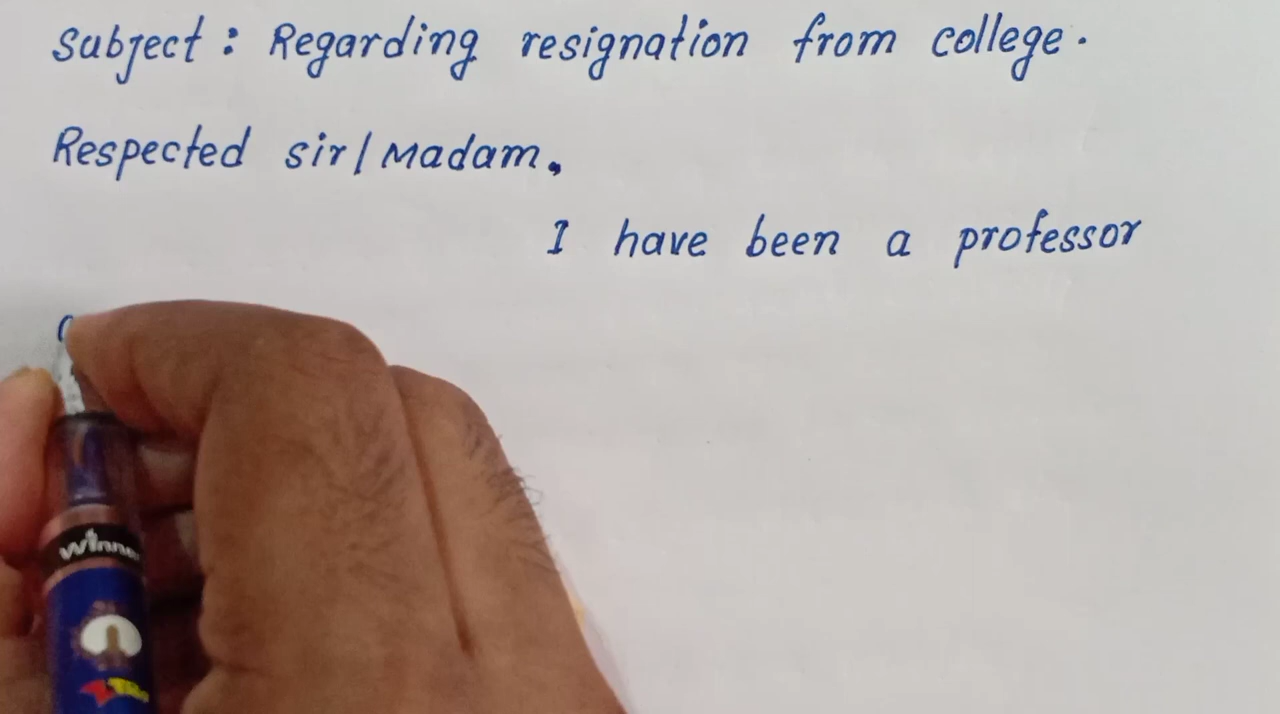 Subject : Regarding resignation from college.
Respected sir/Madam,
I have been a professor